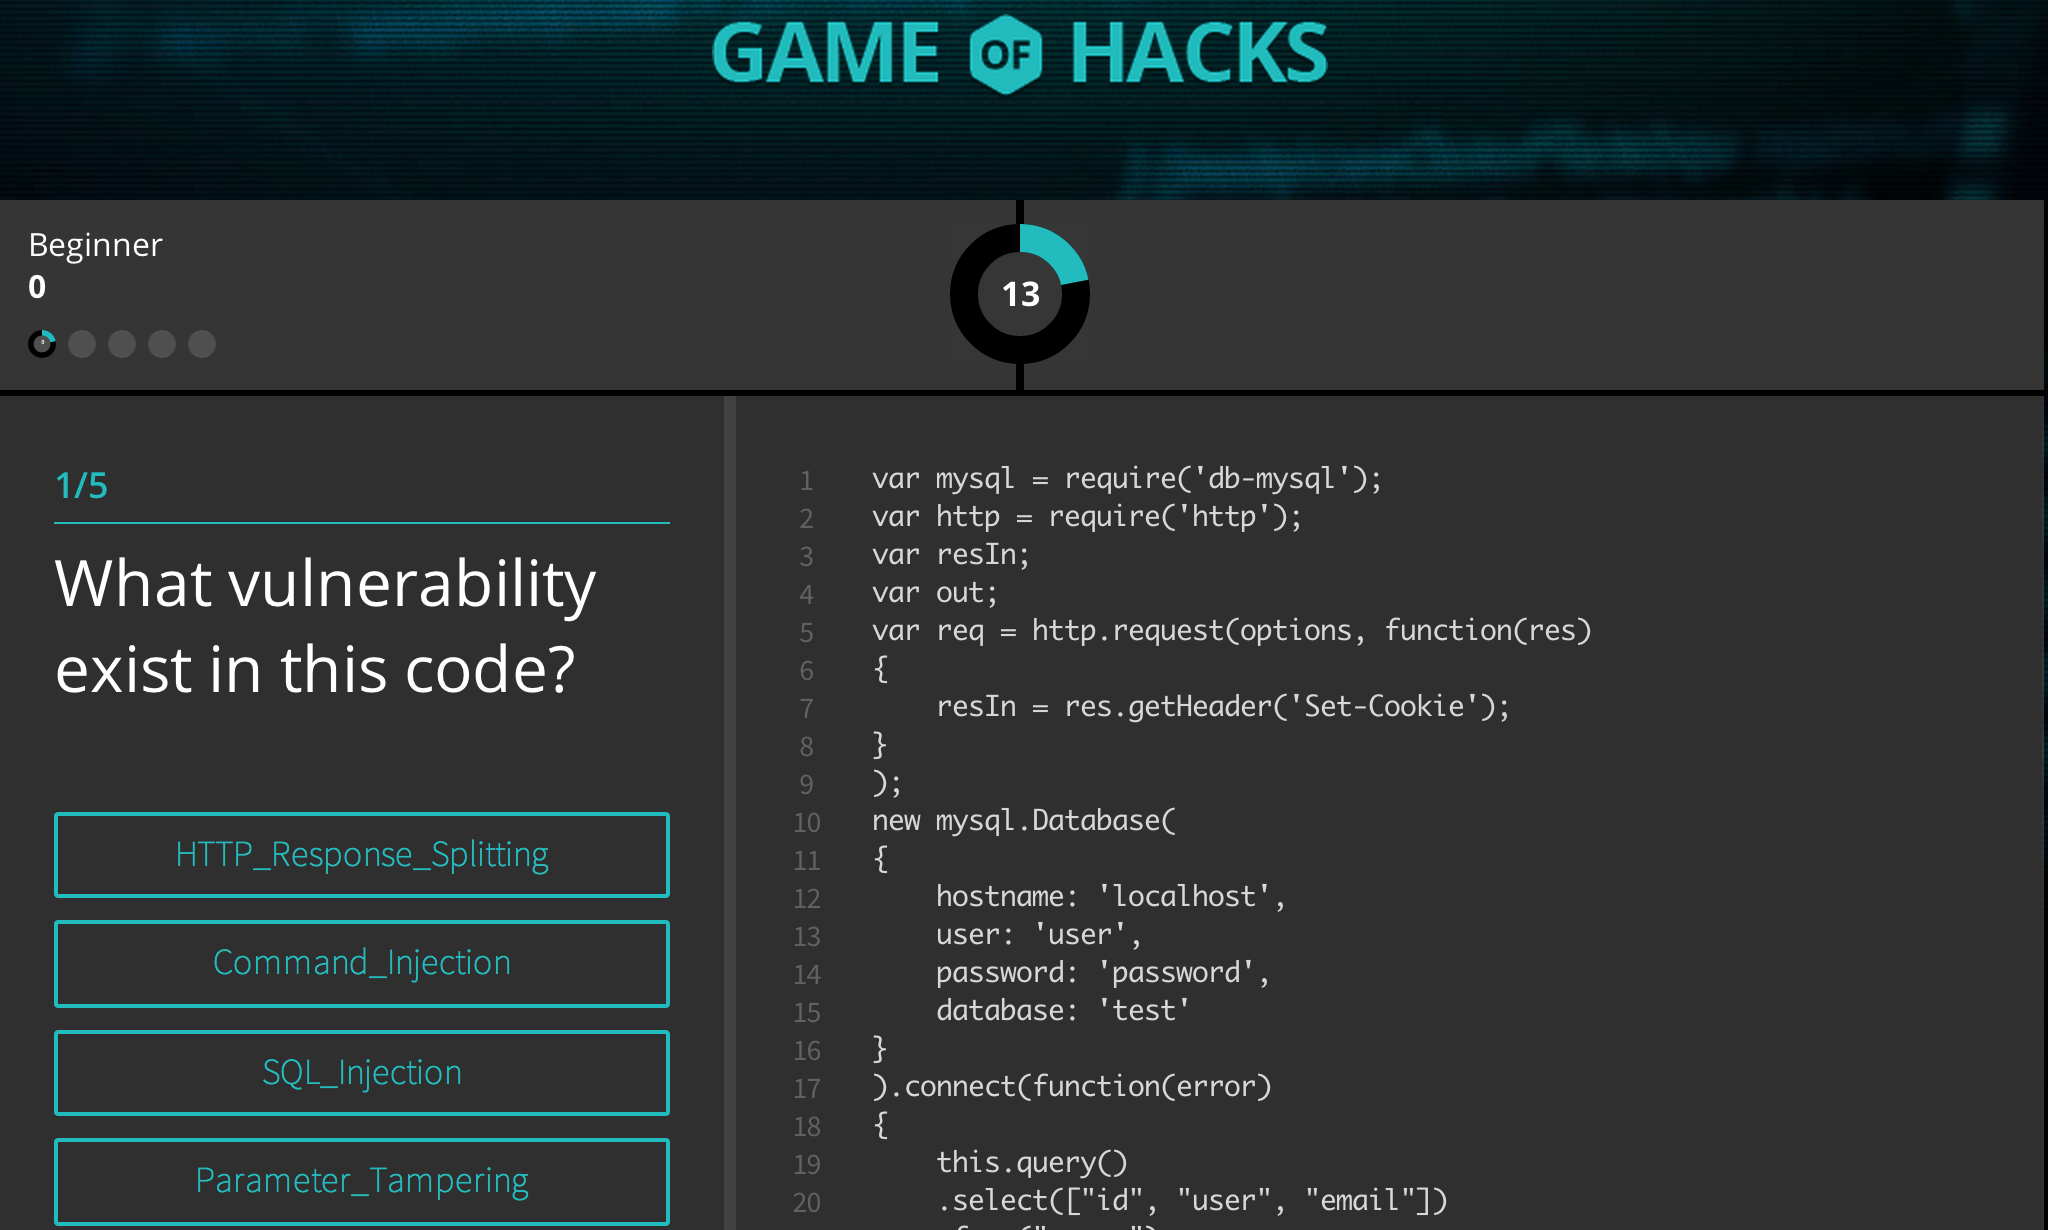 GAME OF HACKS
Beginner
0
13
1/5
What vulnerability
exist in this code?
HTTP_Response_Splitting
Command_Injection
SQL_Injection
Parameter_Tampering
1 var mysql = require('db-mysql');
2 var http = require('http');
3 var resIn;
4 var out;
5 var req = http.request(options, function(res)
6 {
7     resIn = res.getHeader('Set-Cookie');
8 }
9 );
10 new mysql.Database(
11 {
12     hostname: 'localhost',
13     user: 'user',
14     password: 'password',
15     database: 'test'
16 }
17 ).connect(function(error)
18 {
19     this.query()
20     .select(["id", "user", "email"])